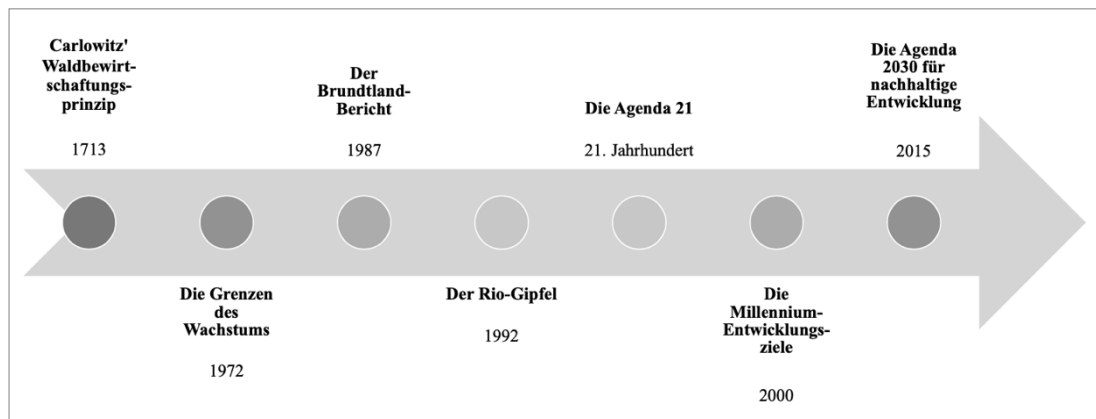 Carlowitz'
Waldbewirt-
schaftungs-
prinzip
1713
Die Grenzen
des
Wachstums
1972
Der
Brundtland-
Bericht
1987
Der Rio-Gipfel
1992
Die Agenda 21
21. Jahrhundert
Die
Millennium-
Entwicklungs-
ziele
2000
Die Agenda
2030 für
nachhaltige
Entwicklung
2015